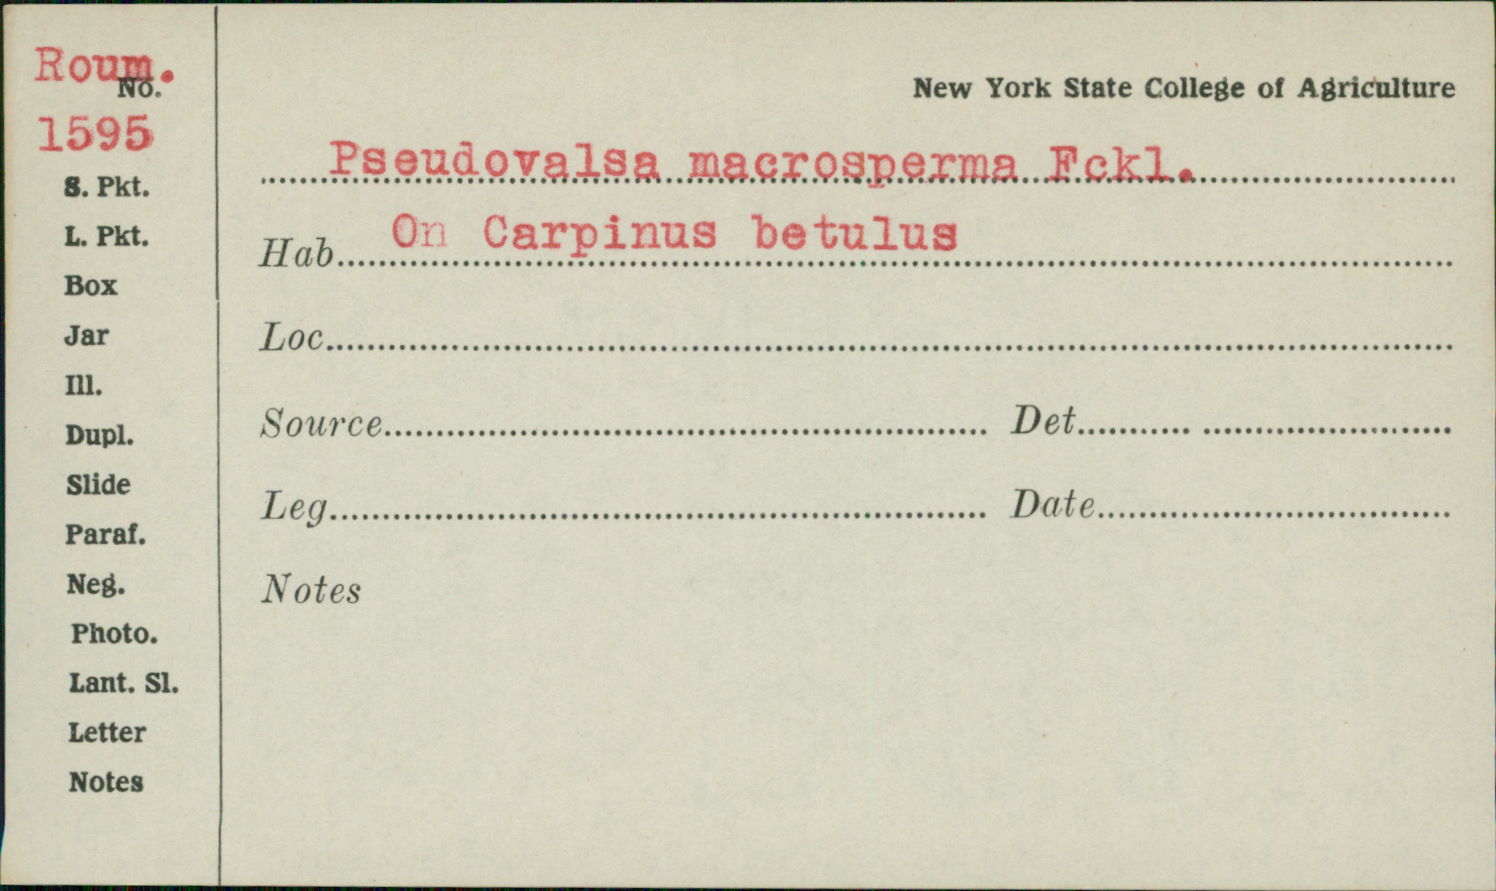 Roum.
No.
1595
S. Pkt.
L. Pkt.
Box
Jar
Ill.
Dupl.
Slide
Paraf.
Neg.
Photo.
Lant. Sl.
Letter
Notes
New York State College of Agriculture
Pseudovalsa macrosperma Fckl.
Hab. On Carpinus betulus
Loc.
Source Det.
Leg. Date
Notes